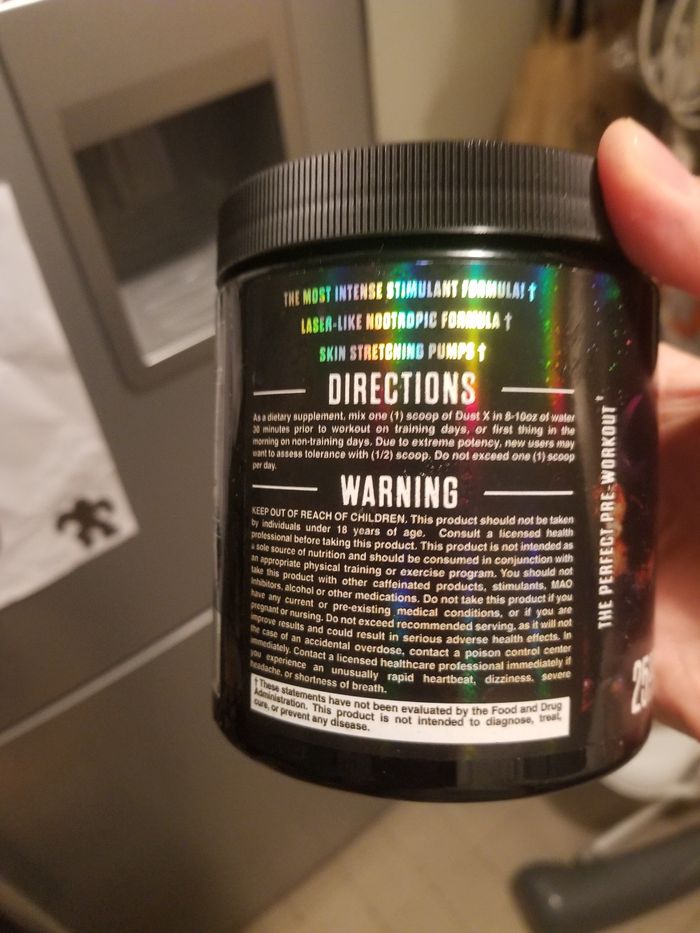 THE MOST INTENSE STIMULANT FORMULA! †
LASER-LIKE NOOTROPIC FORMULA †
SKIN STRETCHING PUMPS †
DIRECTIONS
As a dietary supplement, mix one (1) scoop of Dust X in 8-10oz of water
30 minutes prior to workout on training days, or first thing in the
morning on non-training days. Due to extreme potency, new users may
want to assess tolerance with (1/2) scoop. Do not exceed one (1) scoop
per day.
WARNING
KEEP OUT OF REACH OF CHILDREN. This product should not be taken
by individuals under 18 years of age. Consult a licensed health
professional before taking this product. This product is not intended as
a sole source of nutrition and should be consumed in conjunction with
an appropriate physical training or exercise program. You should not
take this product with other caffeinated products, stimulants, MAO
Inhibitors, alcohol or other medications. Do not take this product if you
have any current or pre-existing medical conditions, or if you are
pregnant or nursing. Do not exceed recommended serving, as it will not
improve results and could result in serious adverse health effects. In
the case of an accidental overdose, contact a poison control center
immediately. Contact a licensed healthcare professional immediately if
you experience an unusually rapid heartbeat, dizziness, severe
headache, or shortness of breath.
† These statements have not been evaluated by the Food and Drug
Administration. This product is not intended to diagnose, treat,
cure, or prevent any disease.
THE PERFECT PRE-WORKOUT †